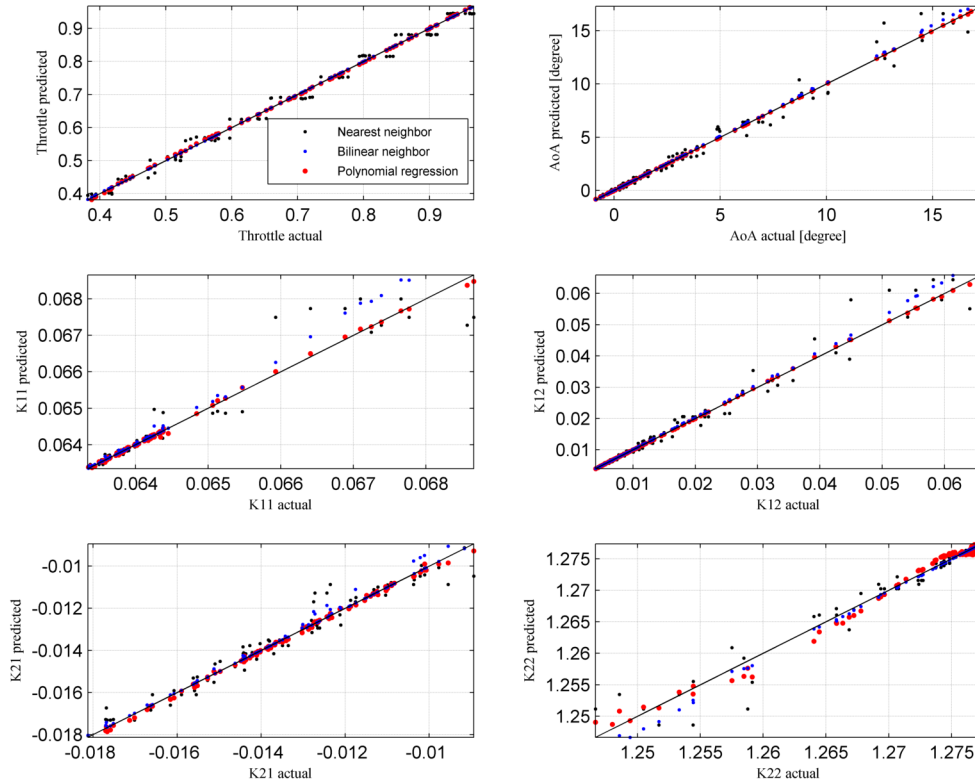 0.9
0.8
0.7
0.6
0.5
0.4
Throttle predicted
0.4 0.5 0.6 0.7 0.8 0.9
Throttle actual
Nearest neighbor
Bilinear neighbor
Polynomial regression
15
10
5
0
AoA predicted [degree]
0 5 10 15
AoA actual [degree]
0.068
0.067
0.066
0.065
0.064
K11 predicted
0.064 0.065 0.066 0.067 0.068
K11 actual
0.06
0.05
0.04
0.03
0.02
0.01
K12 predicted
0.01 0.02 0.03 0.04 0.05 0.06
K12 actual
-0.01
-0.012
-0.014
-0.016
-0.018
K21 predicted
-0.018 -0.016 -0.014 -0.012 -0.01
K21 actual
1.275
1.27
1.265
1.26
1.255
1.25
K22 predicted
1.25 1.255 1.26 1.265 1.27 1.275
K22 actual